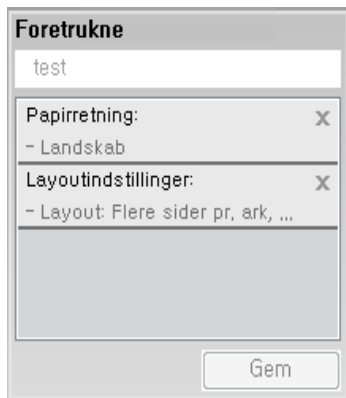 Foretrukne
test
Papirretning:
X
- Landskab
Layoutindstillinger:
X
- Layout: Flere sider pr, ark, ...
Gem